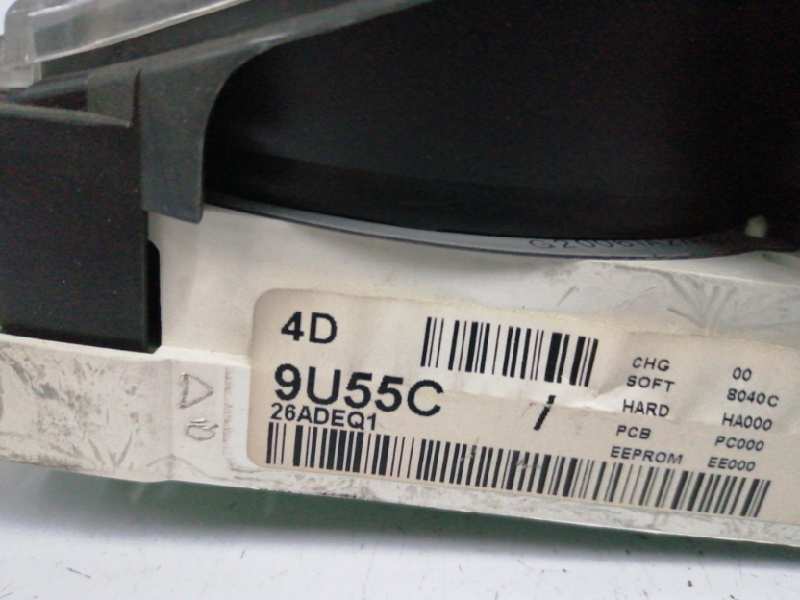 4D
9U55C
26ADEQ1
CHG 00
SOFT 8040C
HARD HA000
PCB PC000
EEPROM EE000